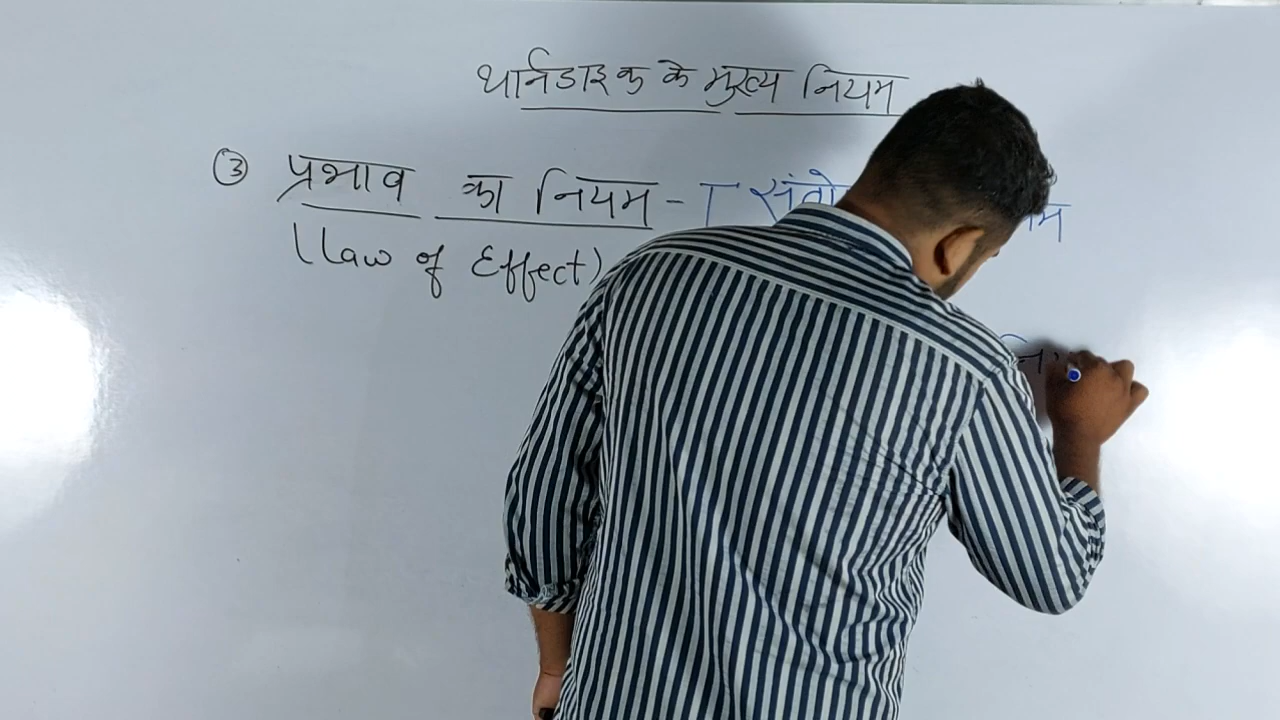 थार्नडाइक के मुख्य नियम
③ प्रभाव का नियम -
(Law of Effect)